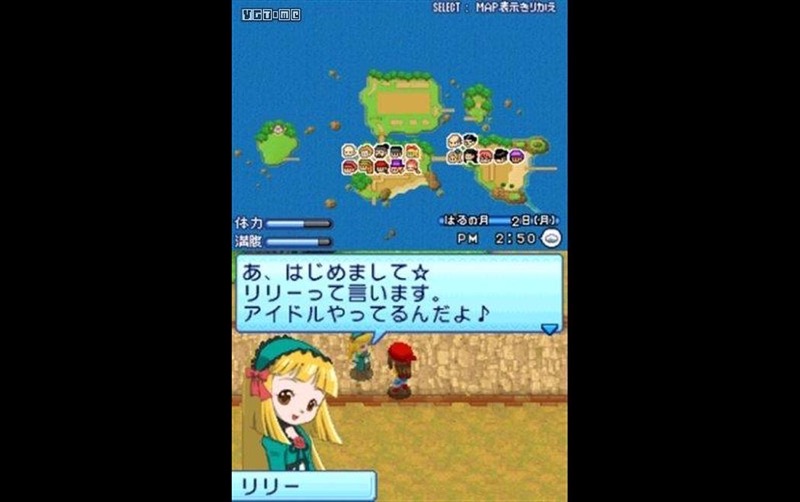 VGTIME
SELECT : MAP表示きりかえ
体力
満腹
はるの月 2日(月)
PM 2:50
あ、はじめまして☆
リリーって言います。
アイドルやってるんだよ♪
リリー